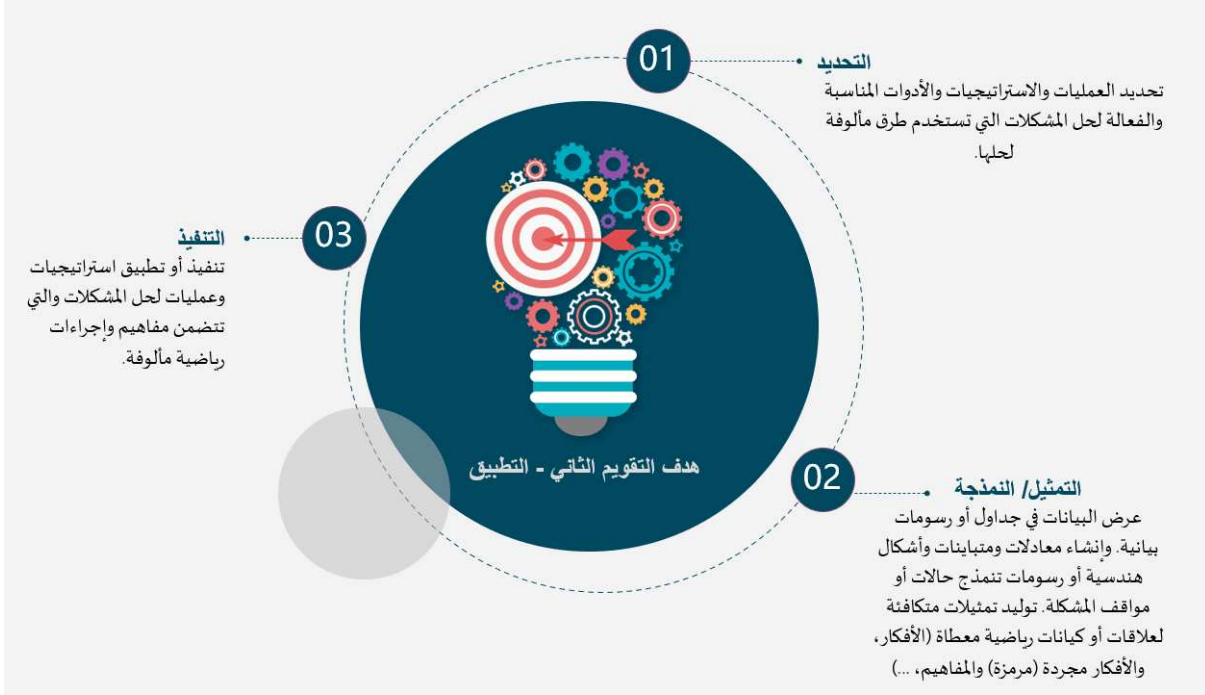 01
التحديد
تحديد العمليات والاستراتيجيات والأدوات المناسبة
والفعالة لحل المشكلات التي تستخدم طرق مألوفة
لحلها.
03
التنفيذ
تنفيذ أو تطبيق استراتيجيات
وعمليات لحل المشكلات والتي
تتضمن مفاهيم وإجراءات
رياضية مألوفة.
هدف التقويم الثاني - التطبيق
02
التمثيل/ النمذجة
عرض البيانات في جداول أو رسومات
بيانية. وإنشاء معادلات ومتباينات وأشكال
هندسية أو رسومات تنمذج حالات أو
مواقف المشكلة. توليد تمثيلات متكافئة
لعلاقات أو كيانات رياضية معطاة (الأفكار،
والأفكار مجردة (مرمزة) والمفاهيم، ...)